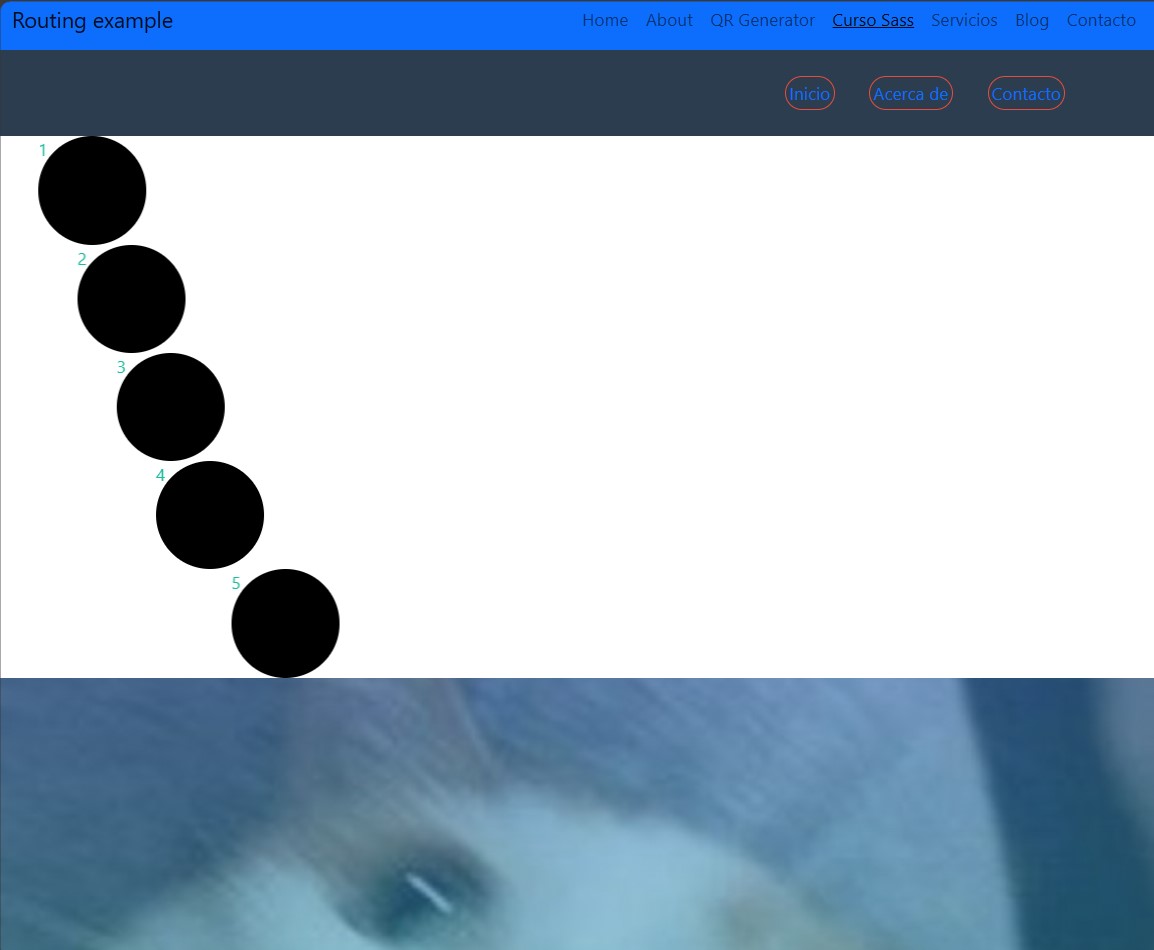 Routing example Home About QR Generator Curso Sass Servicios Blog Contacto
Inicio Acerca de Contacto
1
2
3
4
5